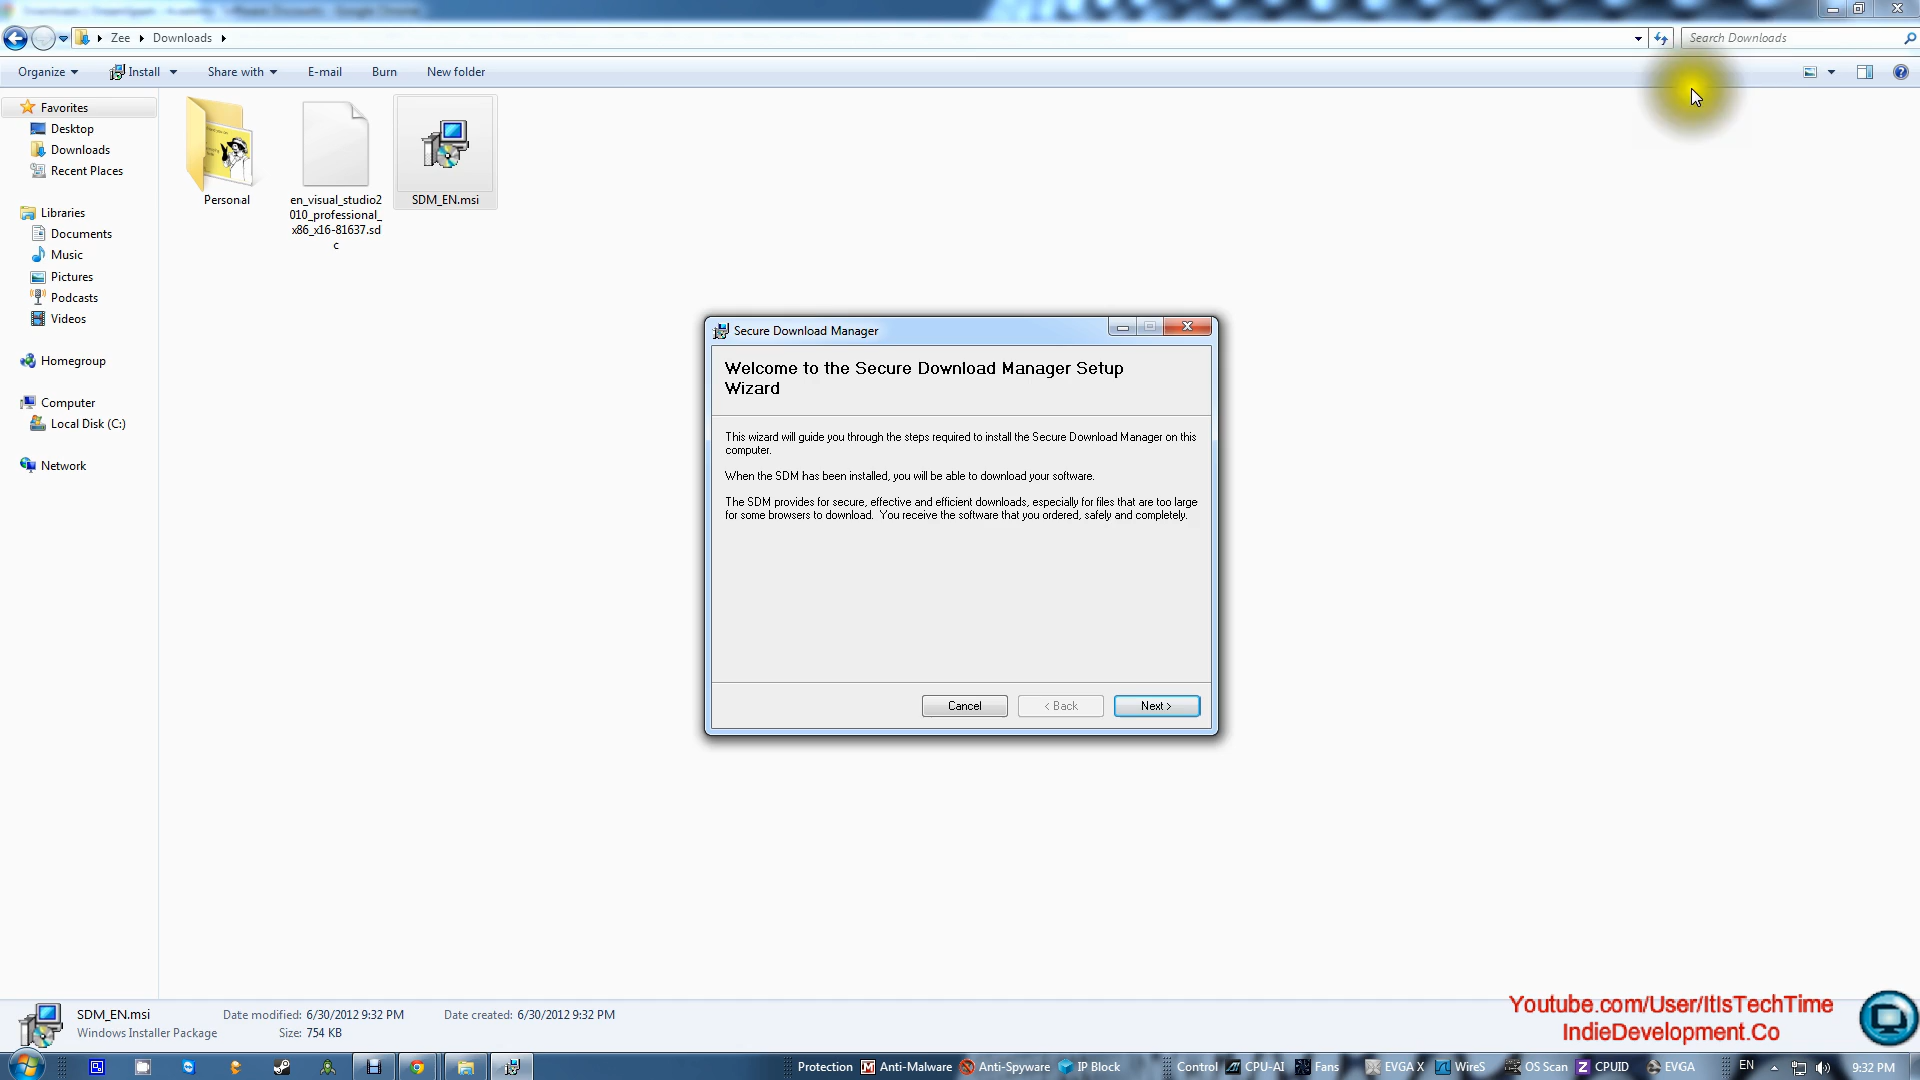 Zee
Downloads
Search Downloads
Organize
Install
Share with
E-mail
Burn
New folder
Favorites
Desktop
Downloads
Recent Places
Libraries
Documents
Music
Pictures
Podcasts
Videos
Homegroup
Computer
Local Disk (C:)
Network
Personal
en_visual_studio2
010_professional_
x86_x16-81637.sd
c
SDM_EN.msi
Secure Download Manager
Welcome to the Secure Download Manager Setup
Wizard
This wizard will guide you through the steps required to install the Secure Download Manager on this
computer.
When the SDM has been installed, you will be able to download your software.
The SDM provides for secure, effective and efficient downloads, especially for files that are too large
for some browsers to download.  You receive the software that you ordered, safely and completely.
Cancel
< Back
Next >
SDM_EN.msi
Date modified: 6/30/2012 9:32 PM
Date created: 6/30/2012 9:32 PM
Windows Installer Package
Size: 754 KB
Youtube.com/User/ItIsTechTime
IndieDevelopment.Co
Protection
Anti-Malware
Anti-Spyware
IP Block
Control
CPU-AI
Fans
EVGA X
WireS
OS Scan
CPUID
EVGA
EN
9:32 PM